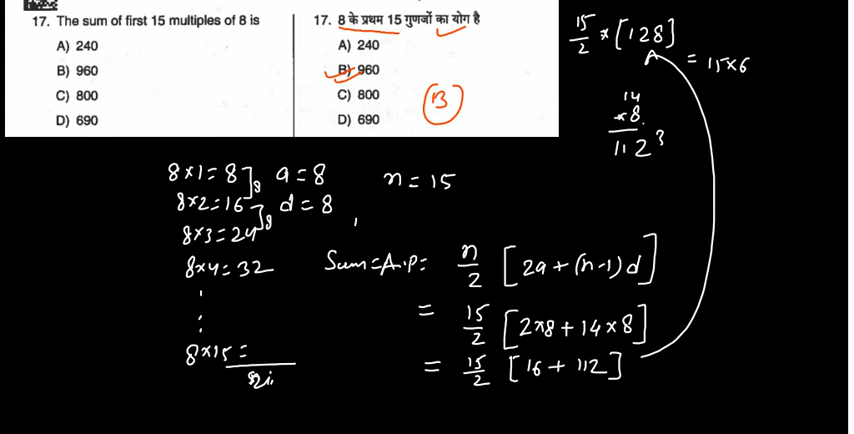 17. The sum of first 15 multiples of 8 is
A) 240
B) 960
C) 800
D) 690
17. 8 के प्रथम 15 गुणजों का योग है
A) 240
B) 960
C) 800
D) 690
B
15/2 × [128]
= 15×6
14
×8
112
3
8×1=8
8×2=16
8×3=24
8×4=32
8×15=
8
8
a=8
d=8
n=15
Sum=A.P= n/2 [2a+(n-1)d]
= 15/2 [2×8+14×8]
= 15/2 [16+112]